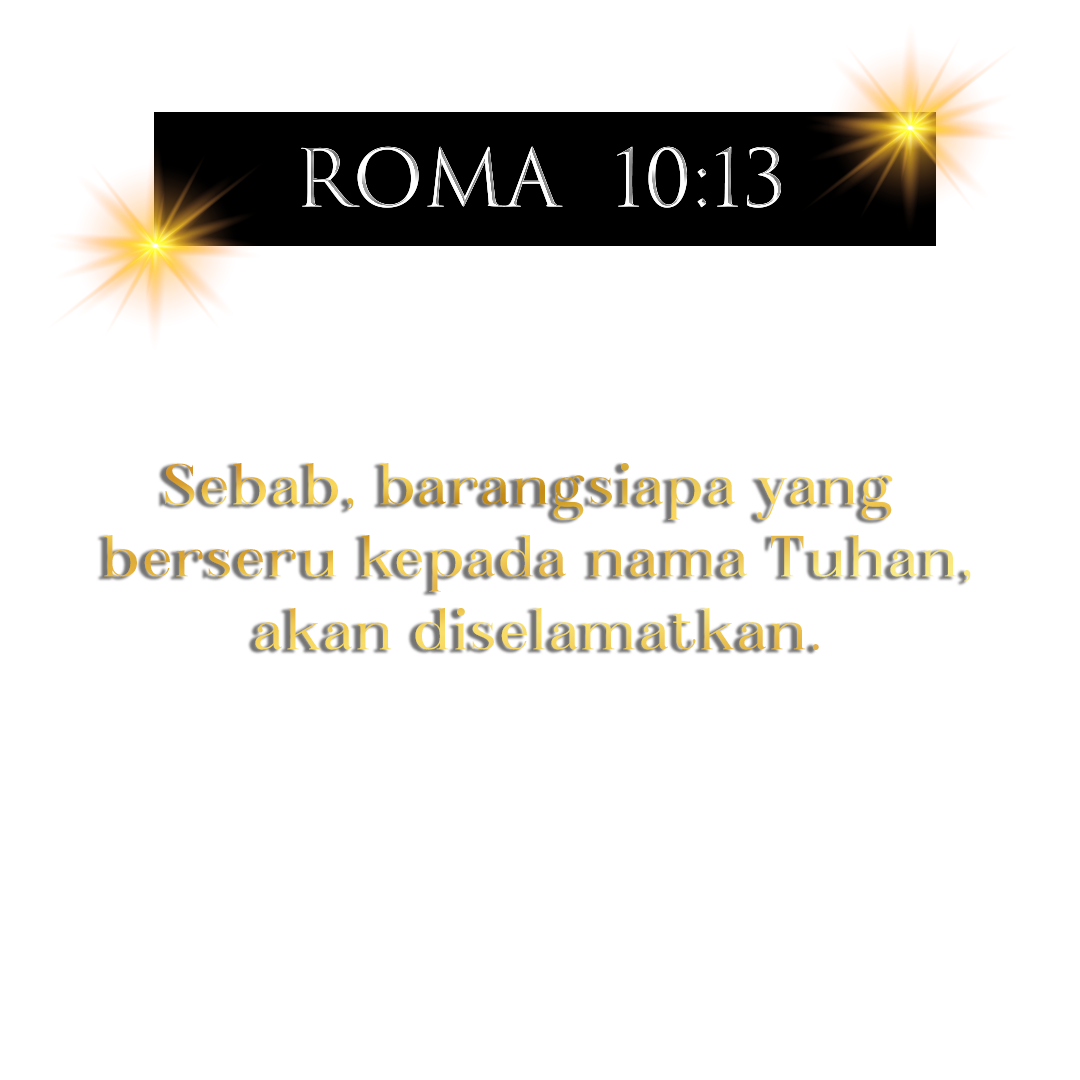 ROMA 10:13
Sebab, barangsiapa yang
berseru kepada nama Tuhan,
akan diselamatkan.